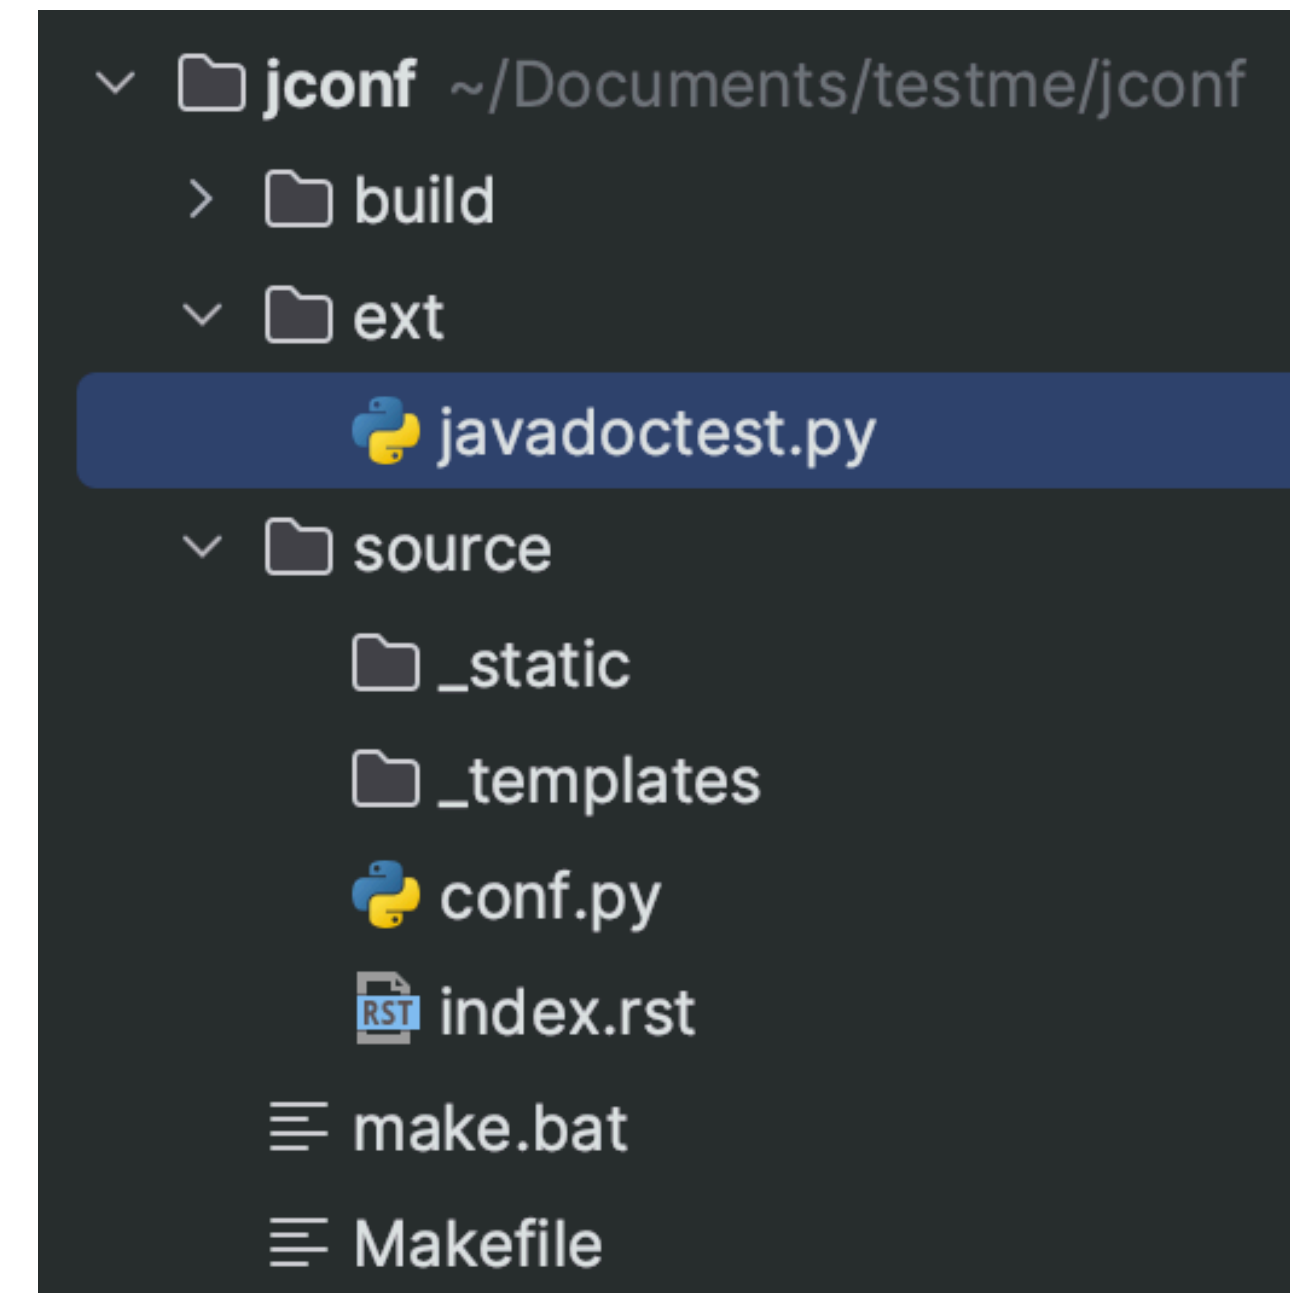 jconf ~/Documents/testme/jconf
build
ext
javadoctest.py
source
_static
_templates
conf.py
RST index.rst
make.bat
Makefile